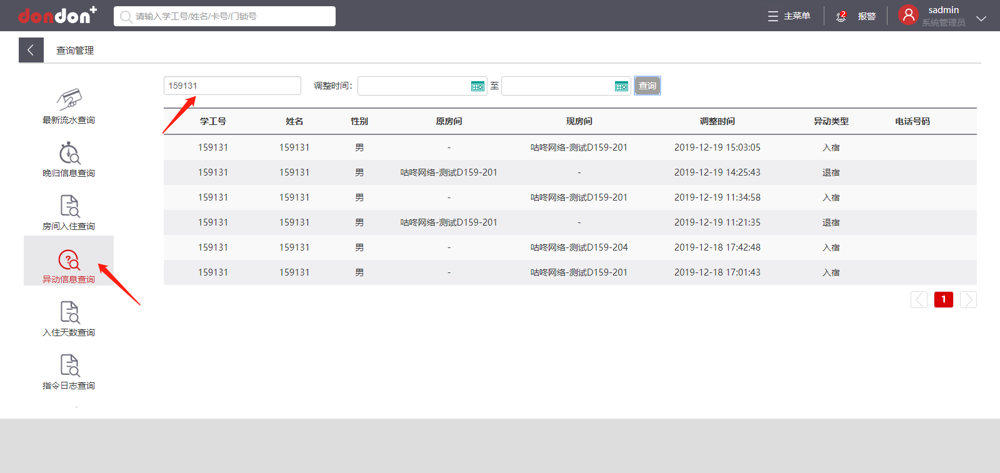 dondon+
请输入学工号/姓名/卡号/门锁号
主菜单
2
报警
sadmin
系统管理员
查询管理
最新流水查询
晚归信息查询
房间入住查询
异动信息查询
入住天数查询
指令日志查询
159131 调整时间: 至 查询
学工号 姓名 性别 原房间 现房间 调整时间 异动类型 电话号码
159131 159131 男 - 咕咚网络-测试D159-201 2019-12-19 15:03:05 入宿
159131 159131 男 咕咚网络-测试D159-201 - 2019-12-19 14:25:43 退宿
159131 159131 男 - 咕咚网络-测试D159-201 2019-12-19 11:34:58 入宿
159131 159131 男 咕咚网络-测试D159-201 - 2019-12-19 11:21:35 退宿
159131 159131 男 - 咕咚网络-测试D159-204 2019-12-18 17:42:48 入宿
159131 159131 男 - 咕咚网络-测试D159-201 2019-12-18 17:01:43 入宿
1